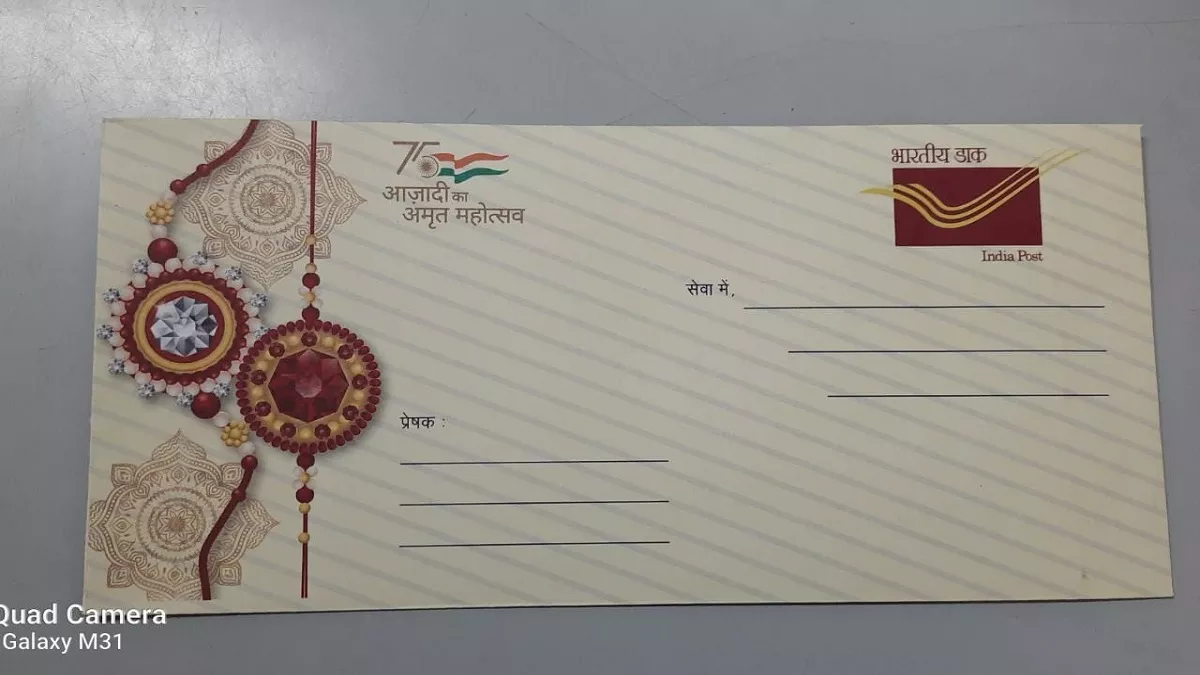 75
आज़ादी का
अमृत महोत्सव
भारतीय डाक
India Post
सेवा में,
प्रेषक :
Quad Camera
Galaxy M31